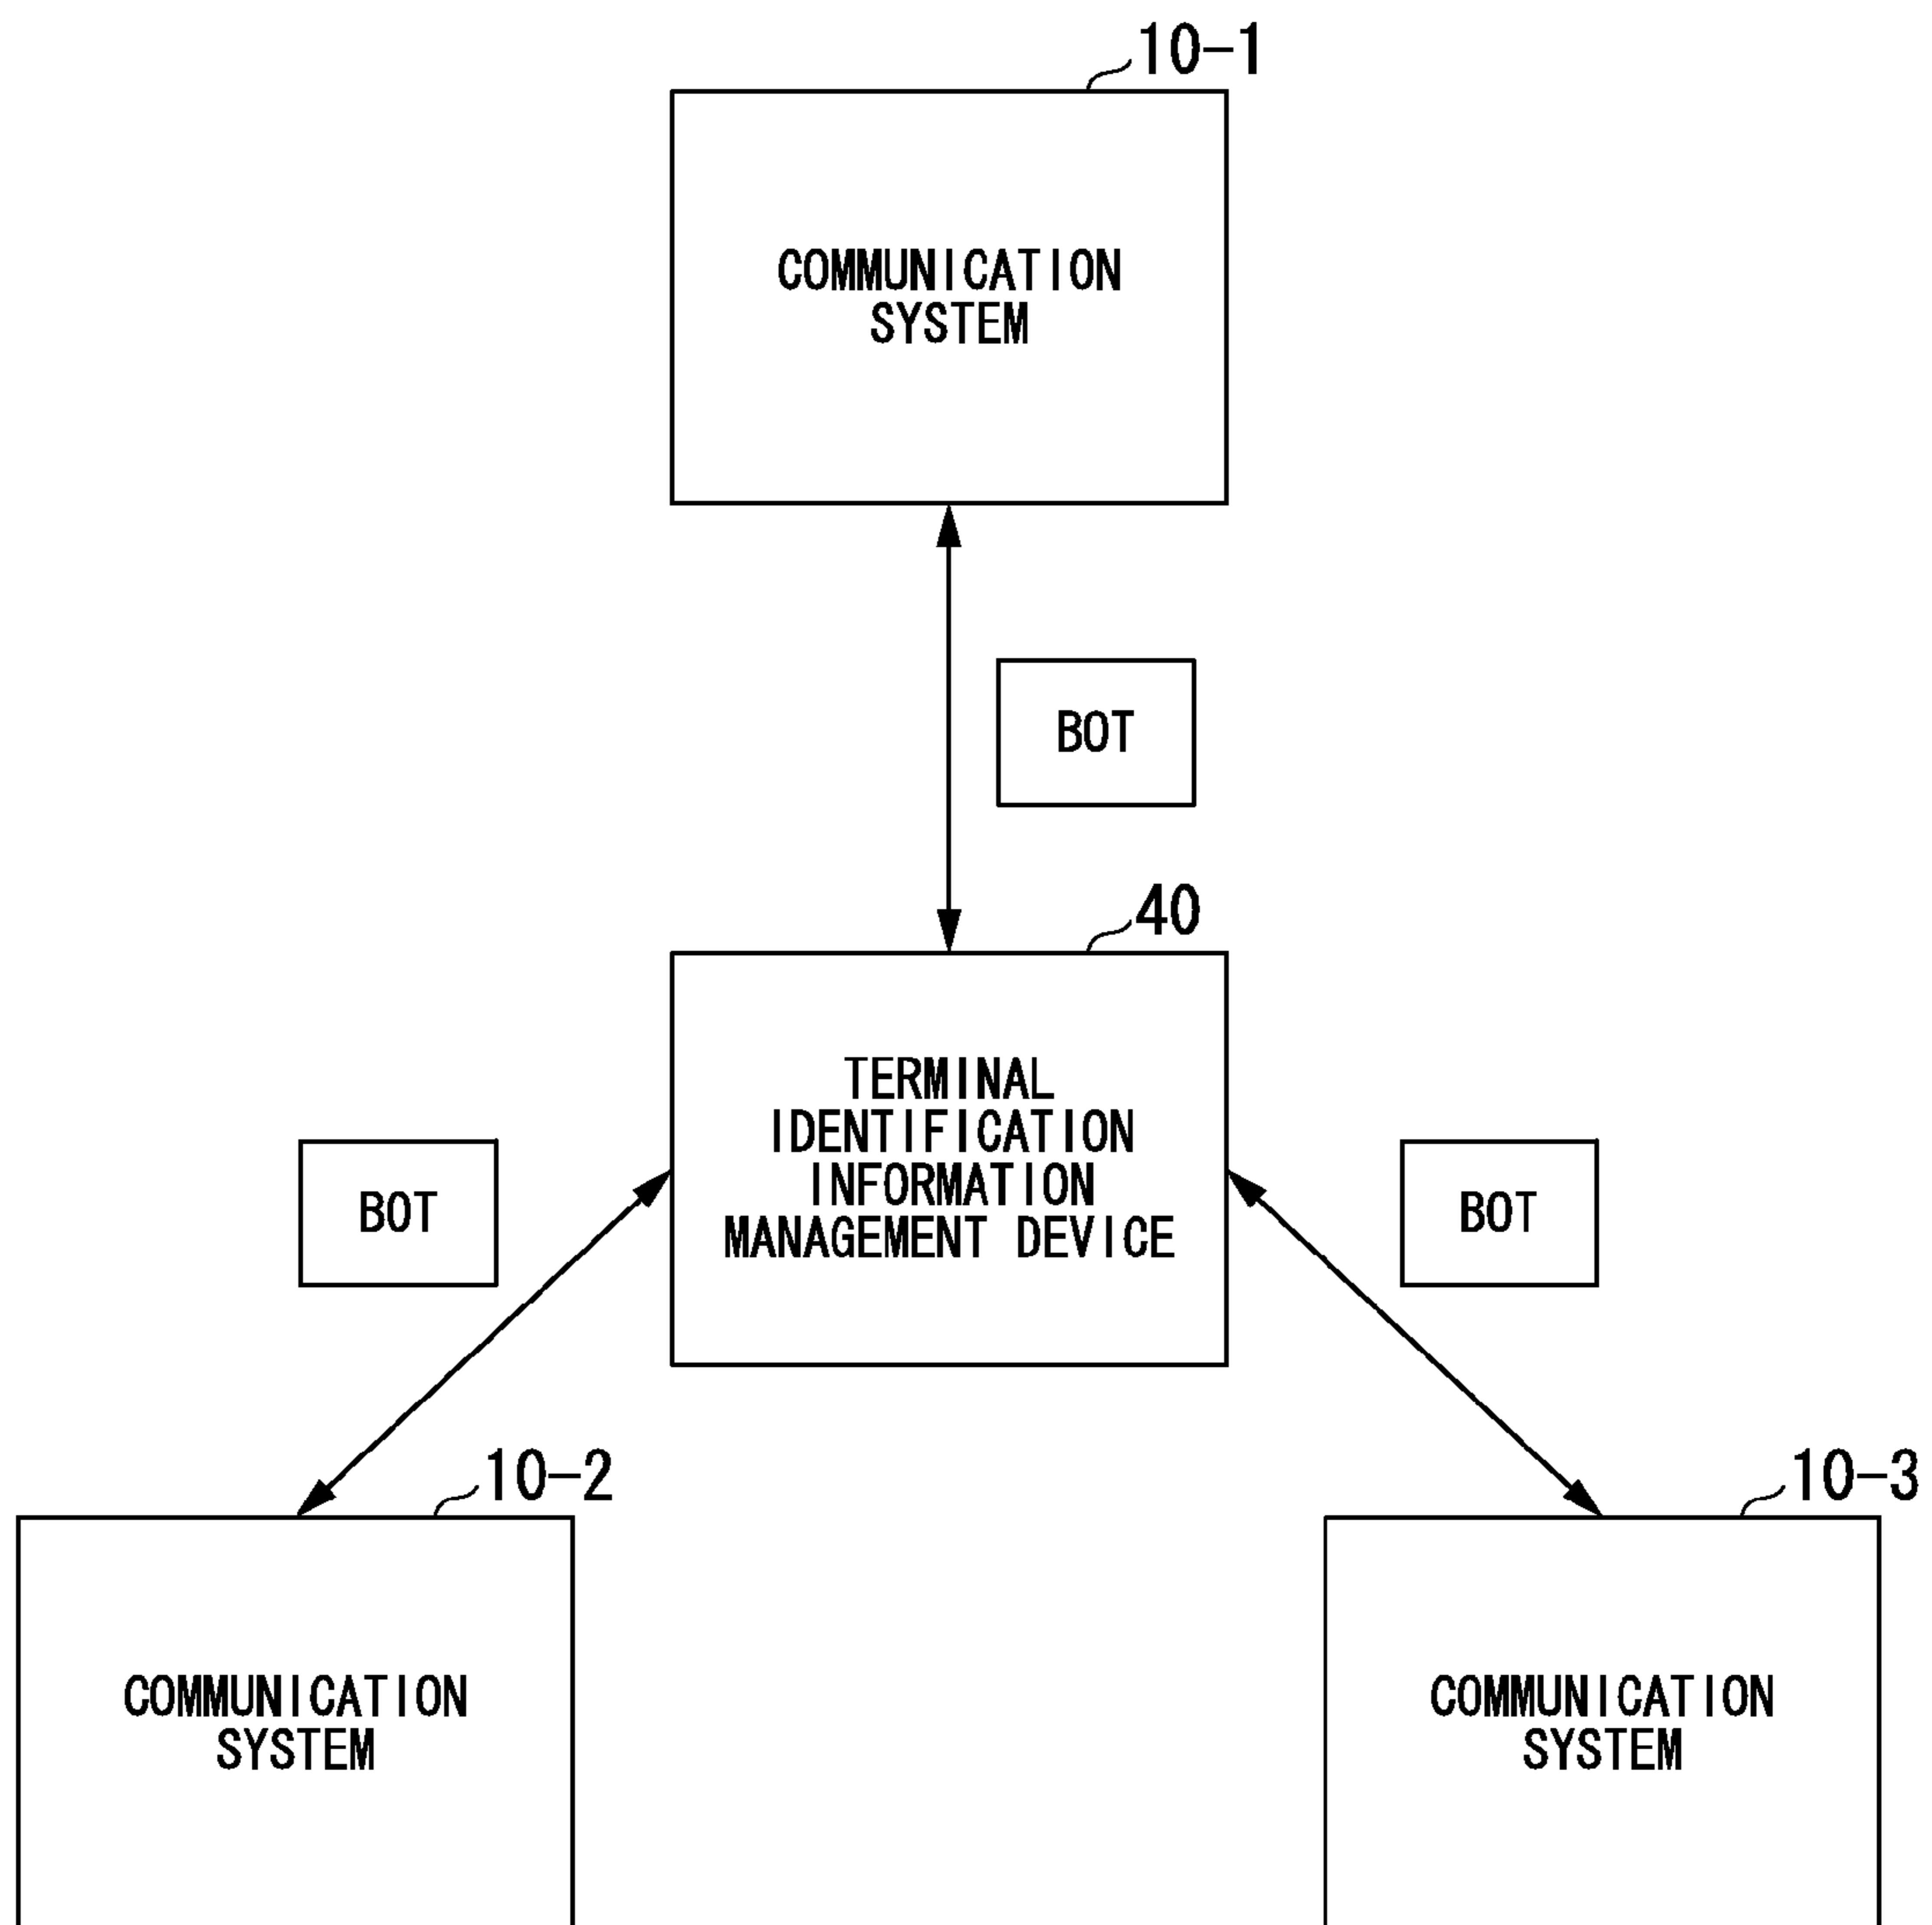 10-1
COMMUNICATION
SYSTEM
BOT
40
TERMINAL
IDENTIFICATION
INFORMATION
MANAGEMENT DEVICE
BOT
BOT
10-2
10-3
COMMUNICATION
SYSTEM
COMMUNICATION
SYSTEM